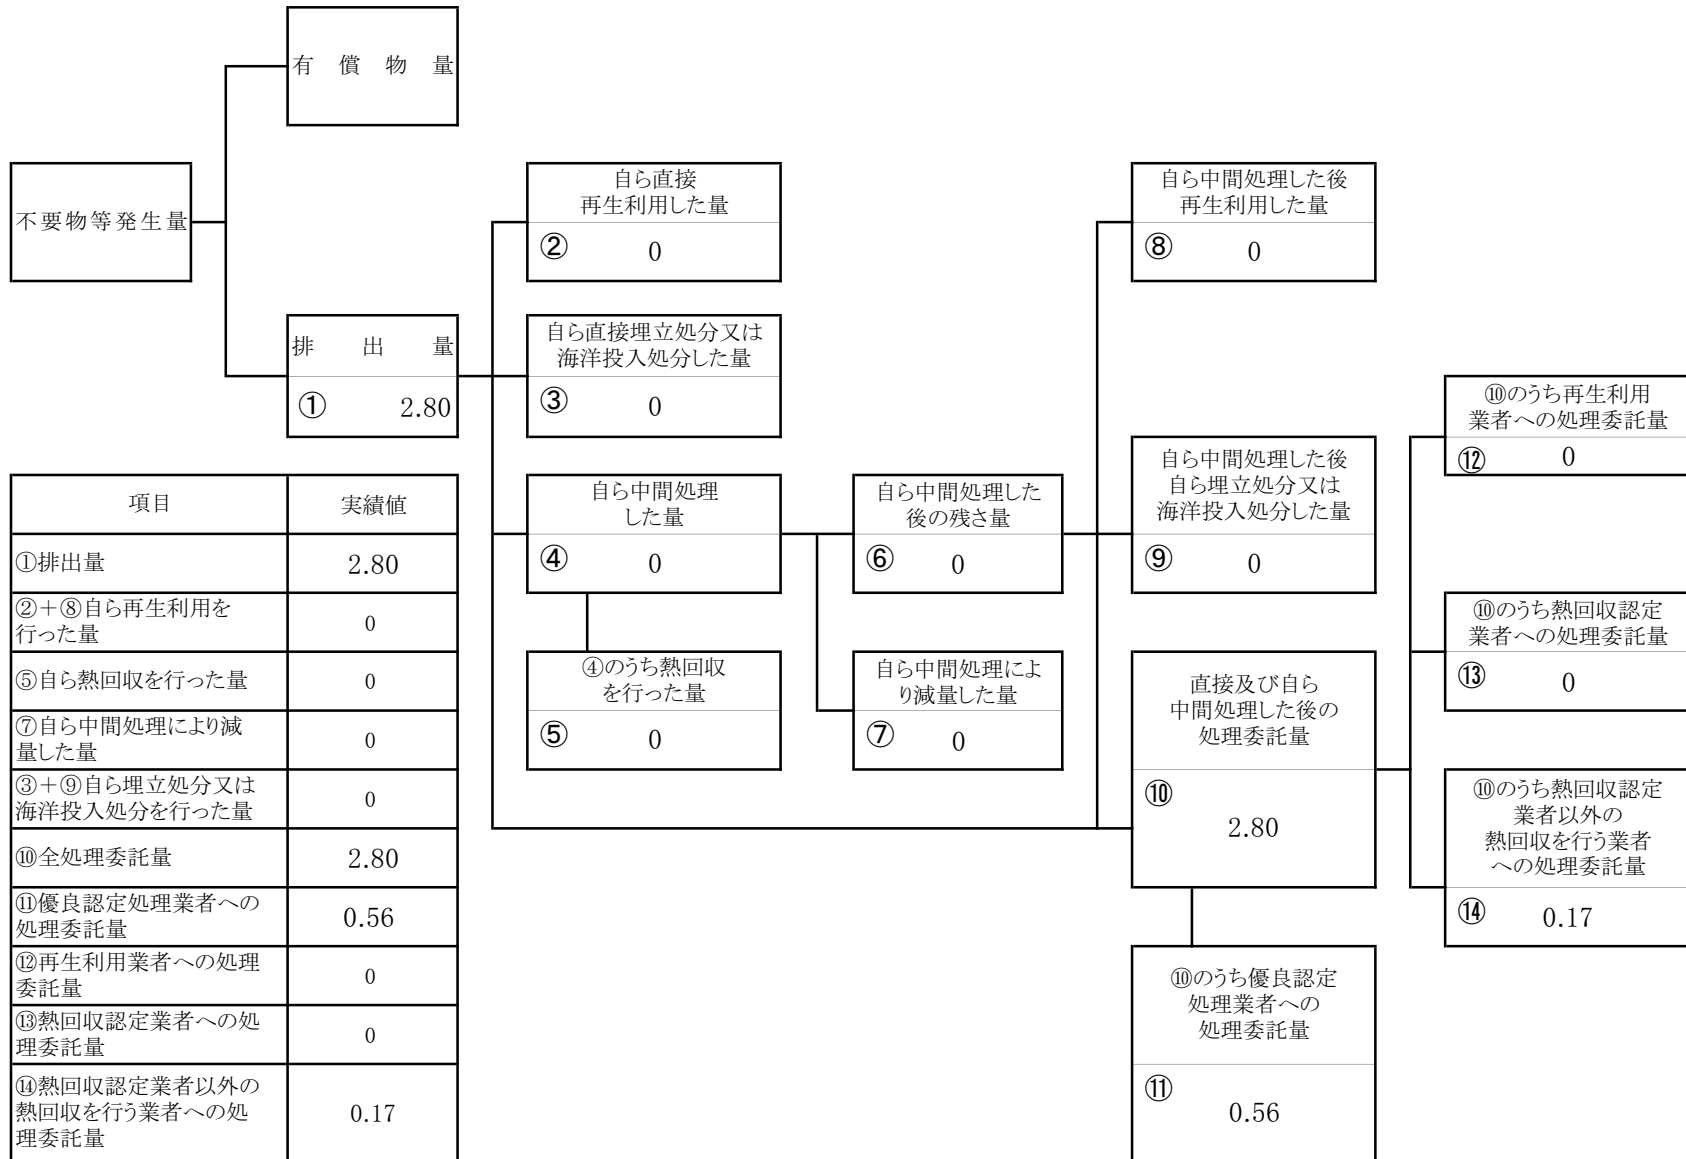 有償物量
不要物等発生量
排出量
① 2.80
自ら直接
再生利用した量
② 0
自ら直接埋立処分又は
海洋投入処分した量
③ 0
自ら中間処理
した量
④ 0
④のうち熱回収
を行った量
⑤ 0
自ら中間処理した
後の残さ量
⑥ 0
自ら中間処理によ
り減量した量
⑦ 0
自ら中間処理した後
再生利用した量
⑧ 0
自ら中間処理した後
自ら埋立処分又は
海洋投入処分した量
⑨ 0
直接及び自ら
中間処理した後の
処理委託量
⑩
2.80
⑩のうち優良認定
処理業者への
処理委託量
⑪
0.56
⑩のうち再生利用
業者への処理委託量
⑫ 0
⑩のうち熱回収認定
業者への処理委託量
⑬ 0
⑩のうち熱回収認定
業者以外の
熱回収を行う業者
への処理委託量
⑭ 0.17
項目 実績値
①排出量 2.80
②+⑧自ら再生利用を
行った量 0
⑤自ら熱回収を行った量 0
⑦自ら中間処理により減
量した量 0
③+⑨自ら埋立処分又は
海洋投入処分を行った量 0
⑩全処理委託量 2.80
⑪優良認定処理業者への
処理委託量 0.56
⑫再生利用業者への処理
委託量 0
⑬熱回収認定業者への処
理委託量 0
⑭熱回収認定業者以外の
熱回収を行う業者への処
理委託量 0.17